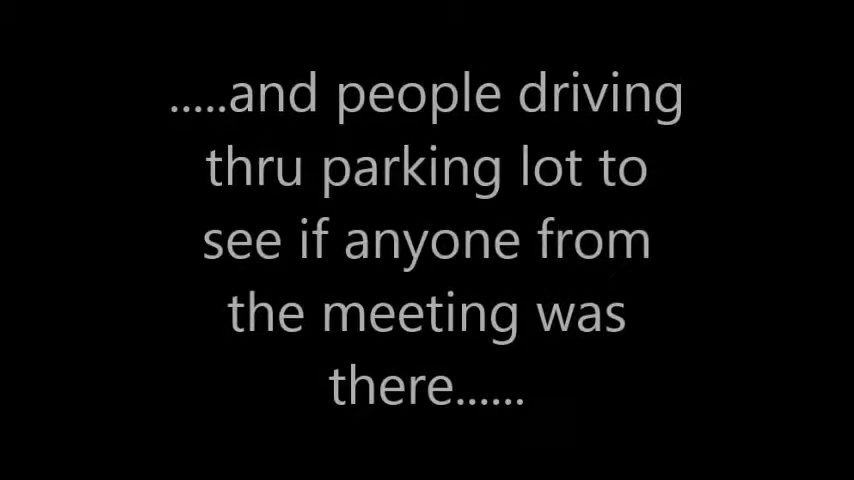 .....and people driving
thru parking lot to
see if anyone from
the meeting was
there......